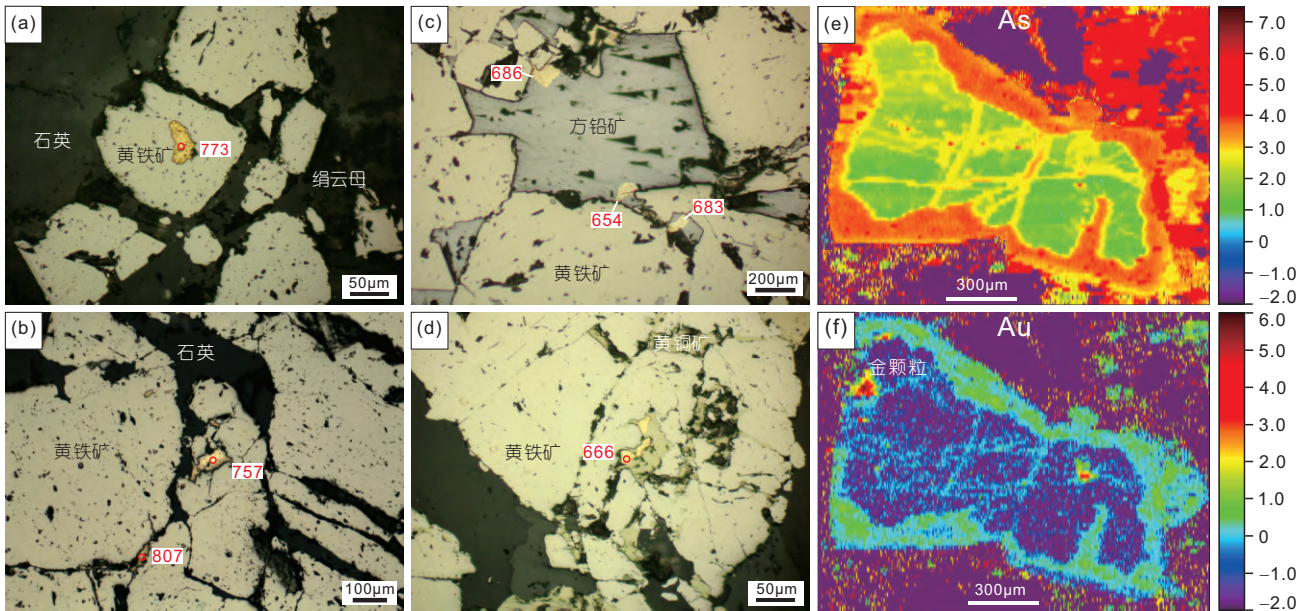 (a)
石英
黄铁矿
773
绢云母
50μm
(b)
石英
黄铁矿
757
807
100μm
(c)
686
方铅矿
654
683
黄铁矿
200μm
(d)
黄铜矿
黄铁矿
666
50μm
(e)
As
300μm
7.0
6.0
5.0
4.0
3.0
2.0
1.0
0
−1.0
−2.0
(f)
Au
金颗粒
300μm
6.0
5.0
4.0
3.0
2.0
1.0
0
−1.0
−2.0